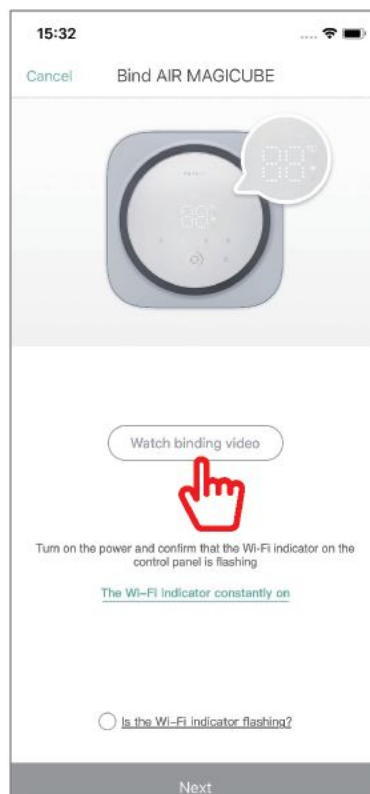 15:32
Cancel Bind AIR MAGICUBE
Watch binding video
Turn on the power and confirm that the Wi-Fi indicator on the
control panel is flashing
The Wi-Fi indicator constantly on
Is the Wi-Fi indicator flashing?
Next